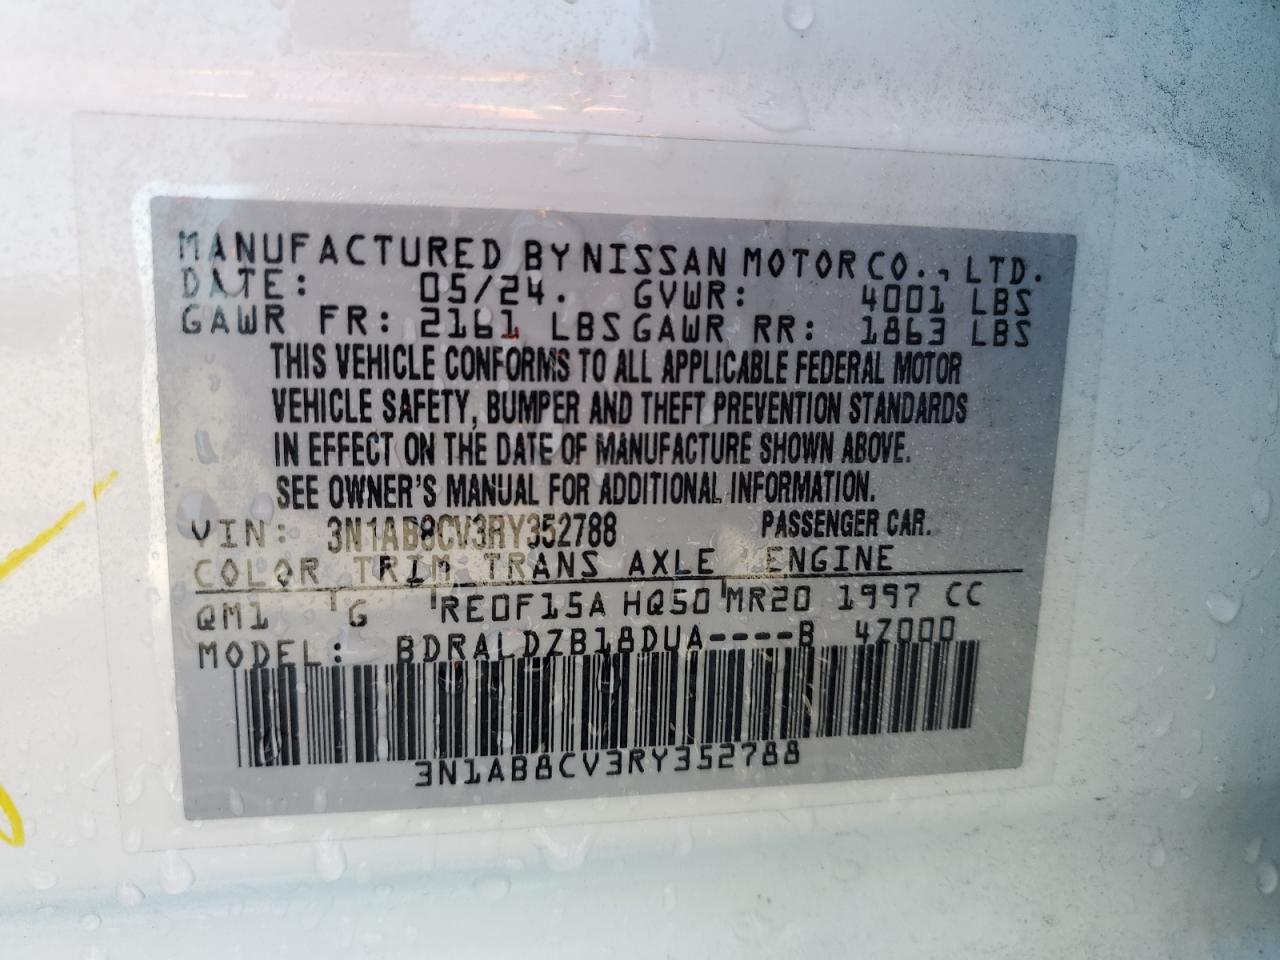 MANUFACTURED BY NISSAN MOTOR CO., LTD.
DATE: 05/24. GVWR: 4001 LBS
GAWR FR: 2161 LBS GAWR RR: 1863 LBS
THIS VEHICLE CONFORMS TO ALL APPLICABLE FEDERAL MOTOR
VEHICLE SAFETY, BUMPER AND THEFT PREVENTION STANDARDS
IN EFFECT ON THE DATE OF MANUFACTURE SHOWN ABOVE.
SEE OWNER'S MANUAL FOR ADDITIONAL INFORMATION.
VIN: 3N1AB8CV3RY352788 PASSENGER CAR.
COLOR TRIM TRANS AXLE ENGINE
QM1 G RE0F15A HQ50 MR20 1997 CC
MODEL: BDRALDZB18DUA----B 4Z000
3N1AB8CV3RY352788